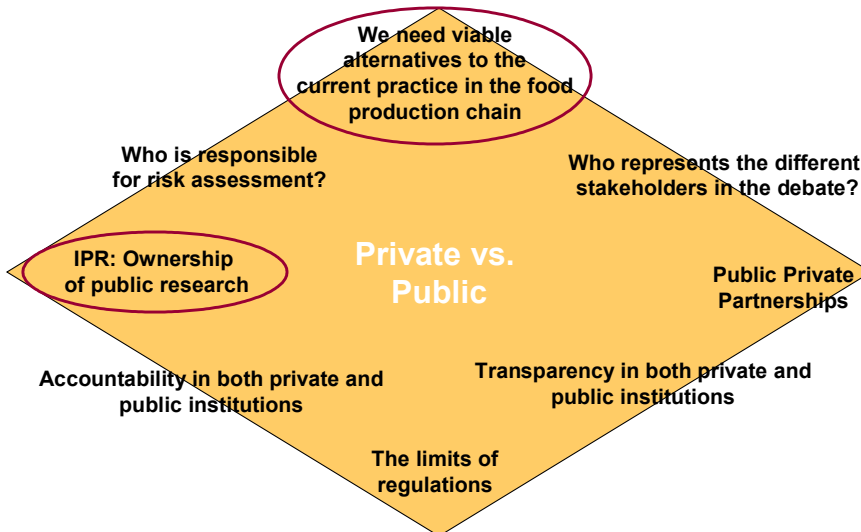 We need viable
alternatives to the
current practice in the food
production chain
Who is responsible
for risk assessment?
Who represents the different
stakeholders in the debate?
IPR: Ownership
of public research
Private vs.
Public
Public Private
Partnerships
Accountability in both private and
public institutions
Transparency in both private and
public institutions
The limits of
regulations